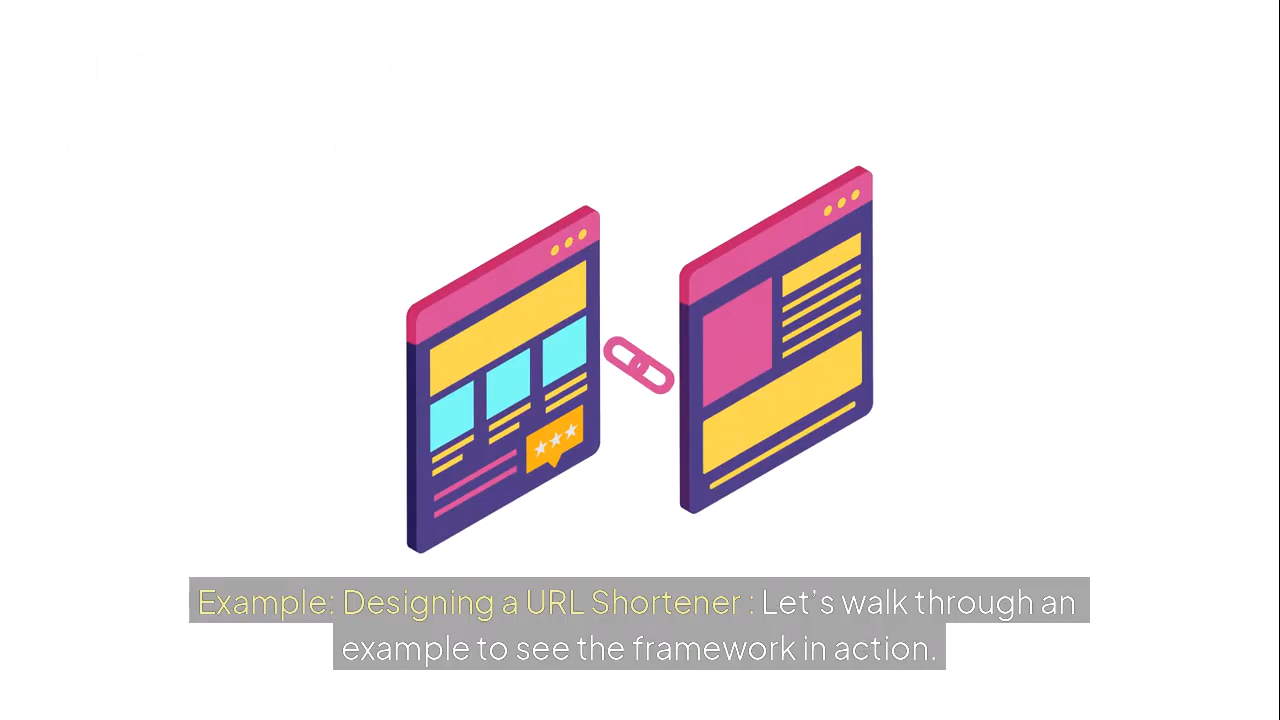 Example: Designing a URL Shortener : Let’s walk through an
example to see the framework in action.